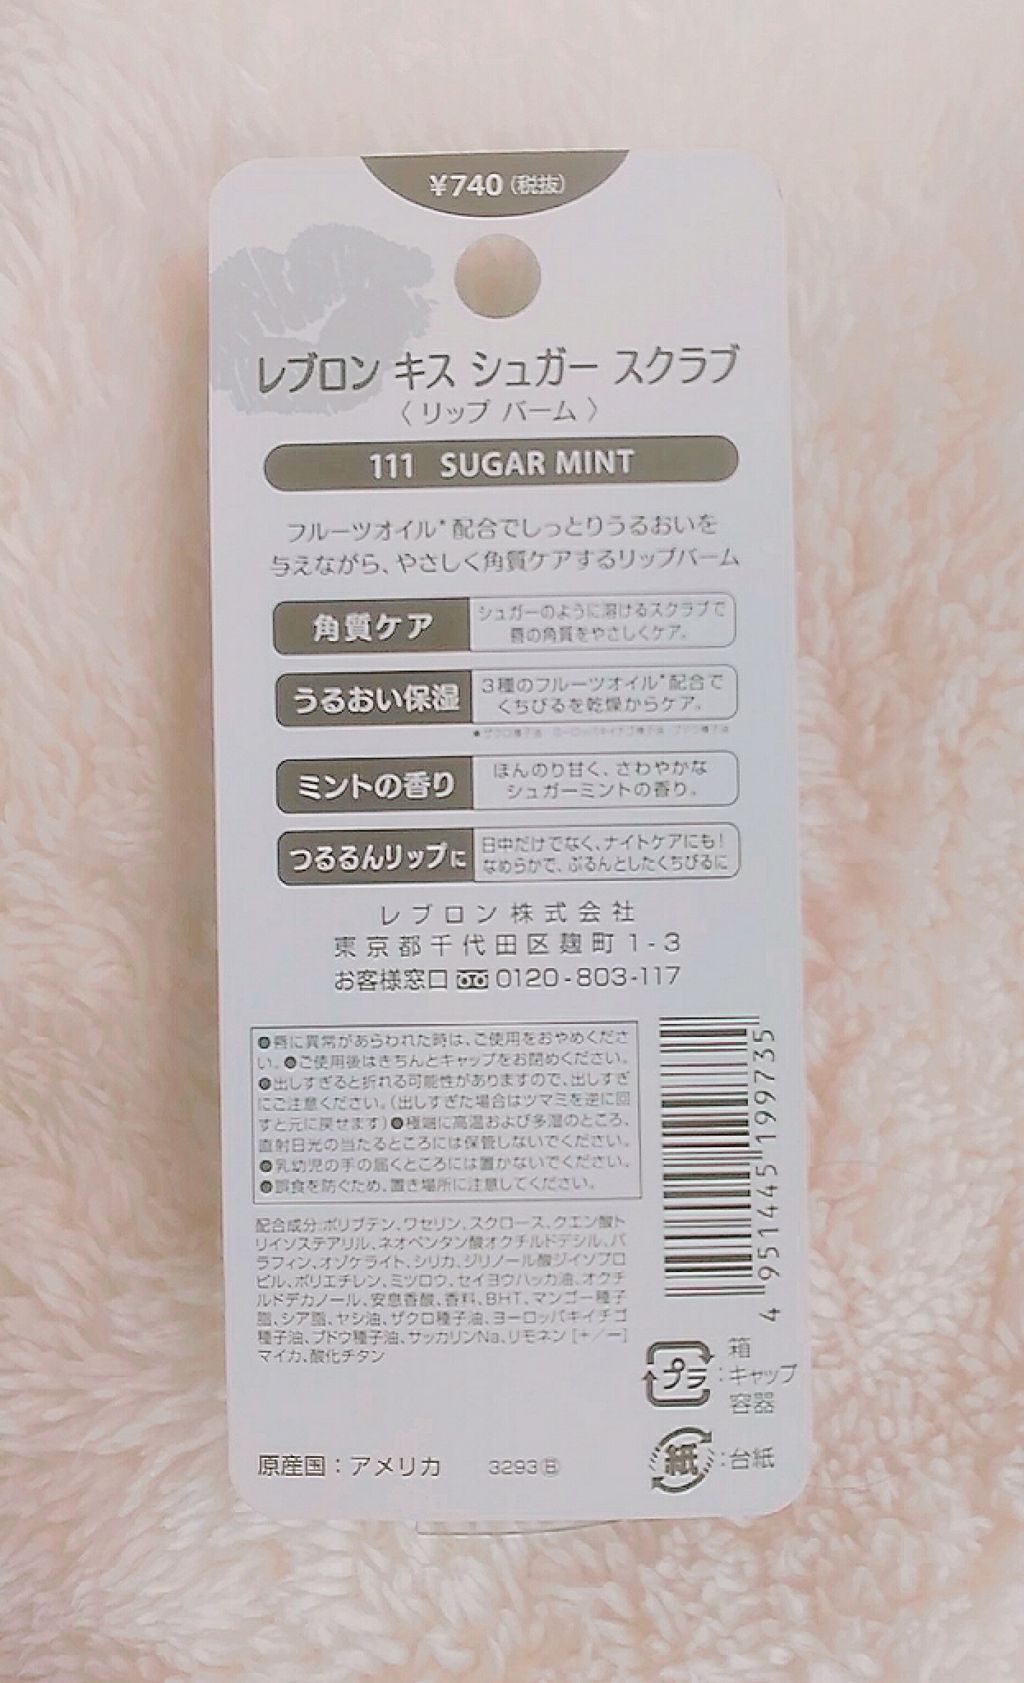 ¥740(税抜)
レブロン キス シュガー スクラブ
〈リップ バーム〉
111 SUGAR MINT
フルーツオイル*配合でしっとりうるおいを
与えながら、やさしく角質ケアするリップバーム
角質ケア
シュガーのように溶けるスクラブで
唇の角質をやさしくケア。
うるおい保湿
3種のフルーツオイル*配合で
くちびるを乾燥からケア。
*ザクロ種子油 ヨーロッパキイチゴ種子油 ブドウ種子油
ミントの香り
ほんのり甘く、さわやかな
シュガーミントの香り。
つるるんリップに
日中だけでなく、ナイトケアにも!
なめらかで、ぷるんとしたくちびるに
レブロン株式会社
東京都千代田区麹町1-3
お客様窓口 0120-803-117
●唇に異常があらわれた時は、ご使用をおやめくださ
い。●ご使用後はきちんとキャップをお閉めください。
●出しすぎると折れる可能性がありますので、出しすぎ
にご注意ください。(出しすぎた場合はツマミを逆に回
すと元に戻せます)●極端に高温および多湿のところ、
直射日光の当たるところには保管しないでください。
●乳幼児の手の届くところには置かないでください。
●誤食を防ぐため、置き場所に注意してください。
配合成分:ポリブテン、ワセリン、スクロース、クエン酸ト
リイソステアリル、ネオペンタン酸オクチルドデシル、パ
ラフィン、オゾケライト、シリカ、ジリノール酸ジイソプロ
ピル、ポリエチレン、ミツロウ、セイヨウハッカ油、オクチ
ルドデカノール、安息香酸、香料、BHT、マンゴー種子
脂、シア脂、ヤシ油、ザクロ種子油、ヨーロッパキイチゴ
種子油、ブドウ種子油、サッカリンNa、リモネン [+/ー]
マイカ、酸化チタン
4951445199735
プラ
:
箱
キャップ
容器
紙
:台紙
原産国:アメリカ
3293